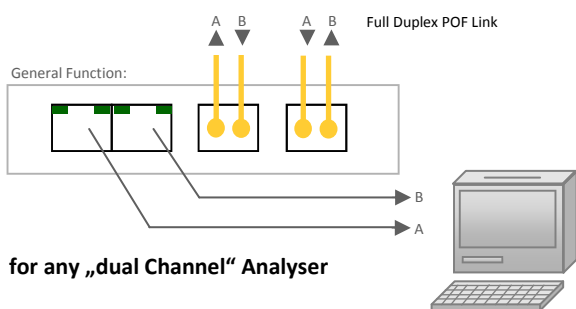 A B A B Full Duplex POF Link
General Function:
B
A
for any „dual Channel“ Analyser